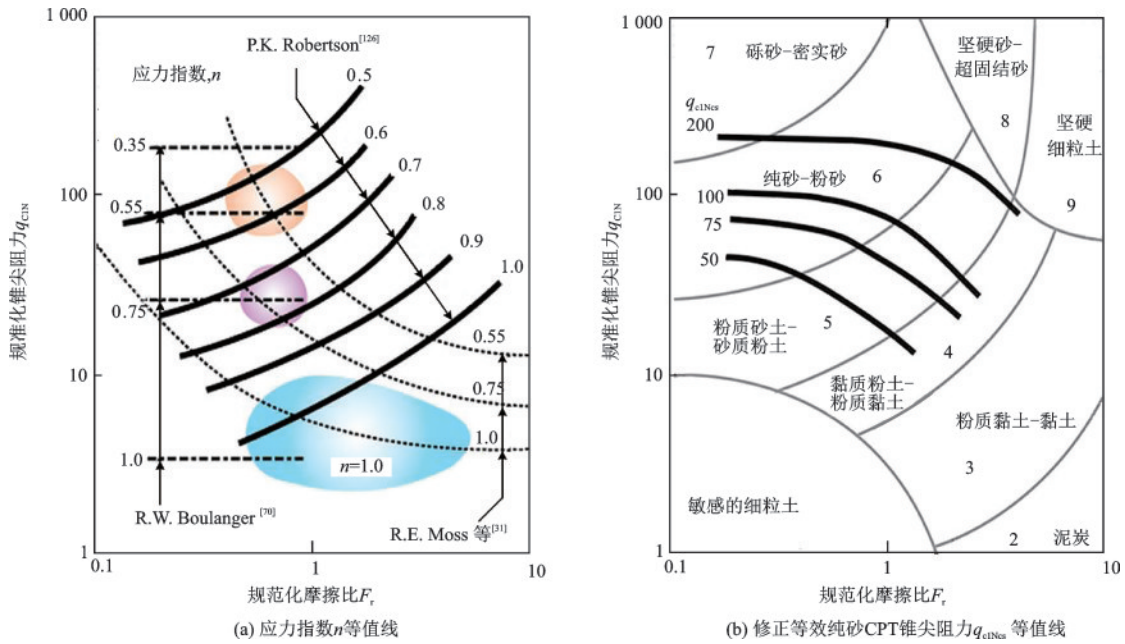 1 000
100
10
1
0.1
1
10
规准化锥尖阻力qC1N
规范化摩擦比Fr
P.K. Robertson[126]
应力指数,n
0.5
0.6
0.7
0.8
0.9
1.0
0.35
0.55
0.75
1.0
0.55
0.75
1.0
n=1.0
R.W. Boulanger [70]
R.E. Moss 等[31]
(a) 应力指数n等值线
1 000
100
10
1
0.1
1
10
规准化锥尖阻力qC1N
规范化摩擦比Fr
7
砾砂-密实砂
坚硬砂-
超固结砂
8
坚硬
细粒土
9
qc1Ncs
200
100
75
50
纯砂-粉砂
6
粉质砂土-
砂质粉土
5
4
黏质粉土-
粉质黏土
粉质黏土-黏土
3
敏感的细粒土
2
泥炭
(b) 修正等效纯砂CPT锥尖阻力qc1Ncs 等值线